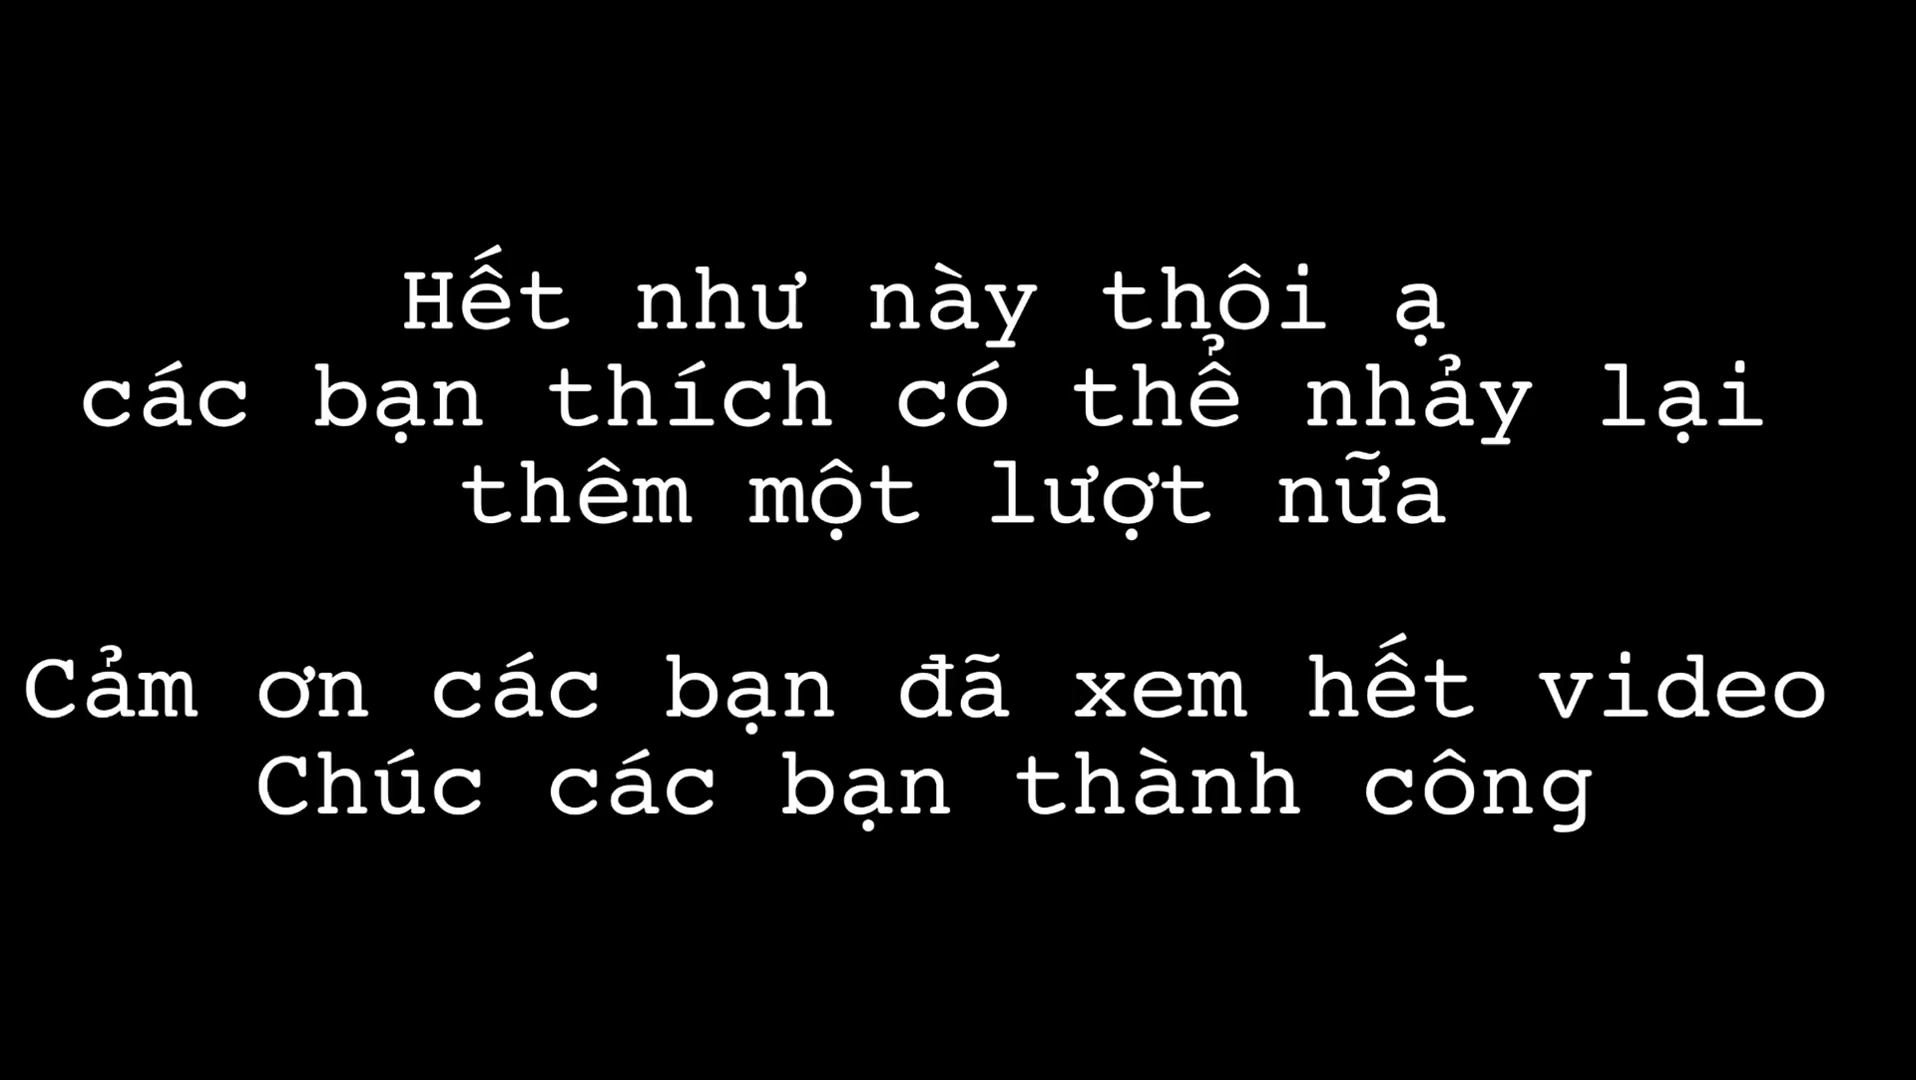 Hết như này thôi ạ
các bạn thích có thể nhảy lại
thêm một lượt nữa
Cảm ơn các bạn đã xem hết video
Chúc các bạn thành công